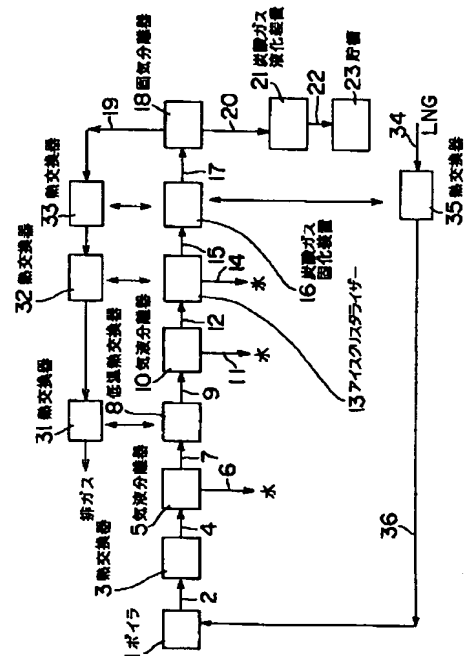 19
18 固気分離器
20
21 炭酸ガス
液化装置
22
23 貯槽
33 熱交換器
17
34
LNG
35 熱交換器
32 熱交換器
15
14
氷
16 炭酸ガス
固化装置
13 アイスクリスタライザー
12
10 気液分離器
11
水
31 熱交換器
8 低温熱交換器
9
排ガス
7
5 気液分離器
6
水
4
3 熱交換器
2
1 ボイラ
36